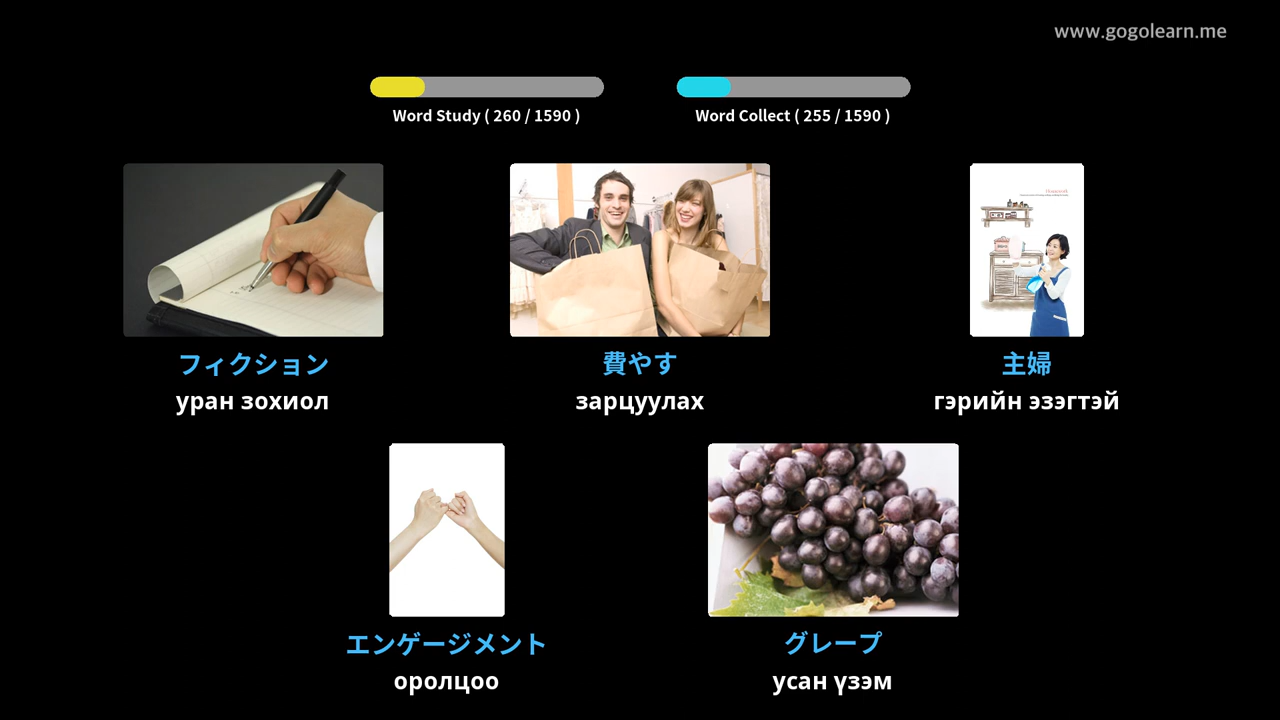 www.gogolearn.me
Word Study ( 260 / 1590 )
Word Collect ( 255 / 1590 )
フィクション
уран зохиол
費やす
зарцуулах
主婦
гэрийн эзэгтэй
エンゲージメント
оролцоо
グレープ
усан үзэм